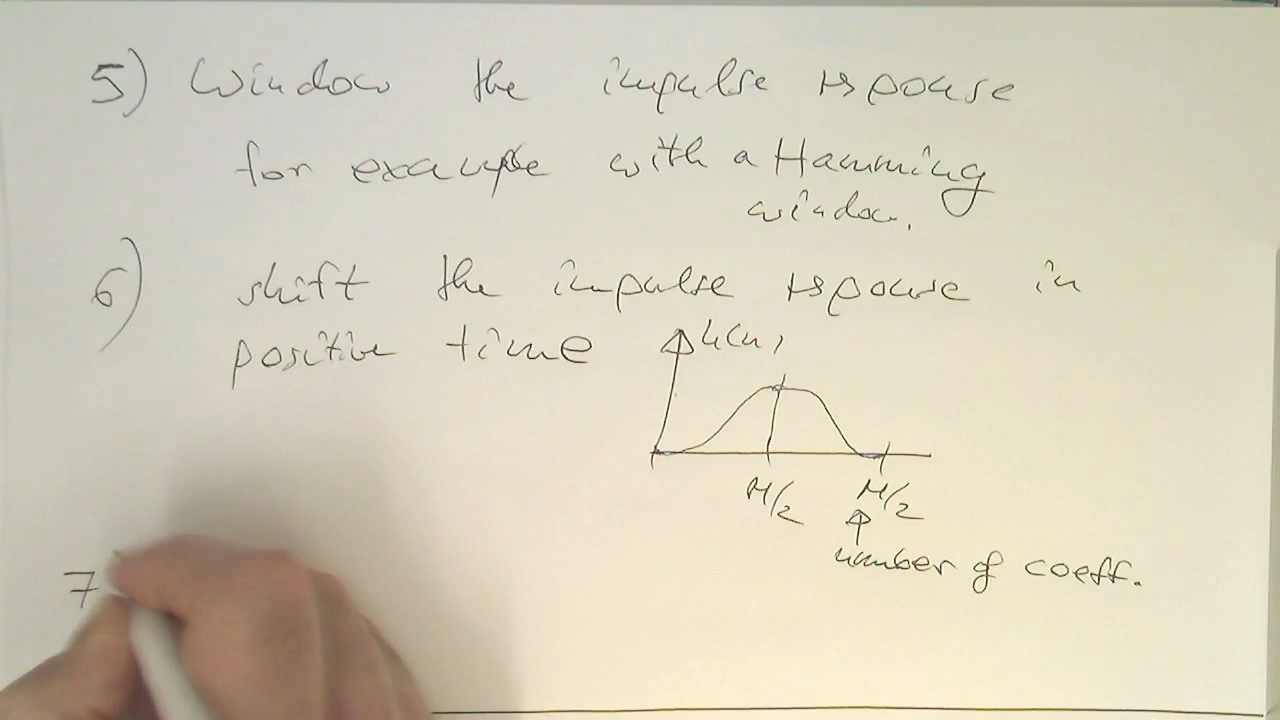 5) Window the impulse response
for example with a Hamming
window.
6) shift the impulse response in
positive time h(n)
M/2 M/2
number of coeff.
7